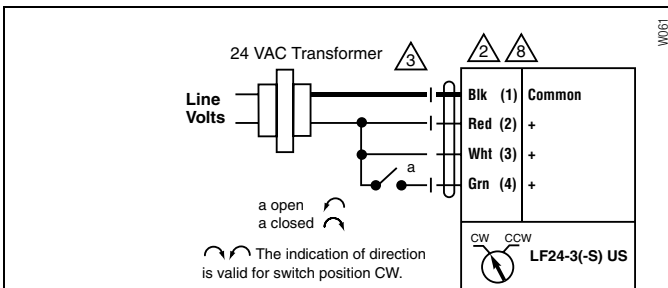 W061
24 VAC Transformer
3
2
8
Line
Volts
Blk (1) Common
Red (2) +
Wht (3) +
a
Grn (4) +
a open
a closed
The indication of direction
is valid for switch position CW.
CW CCW
LF24-3(-S) US